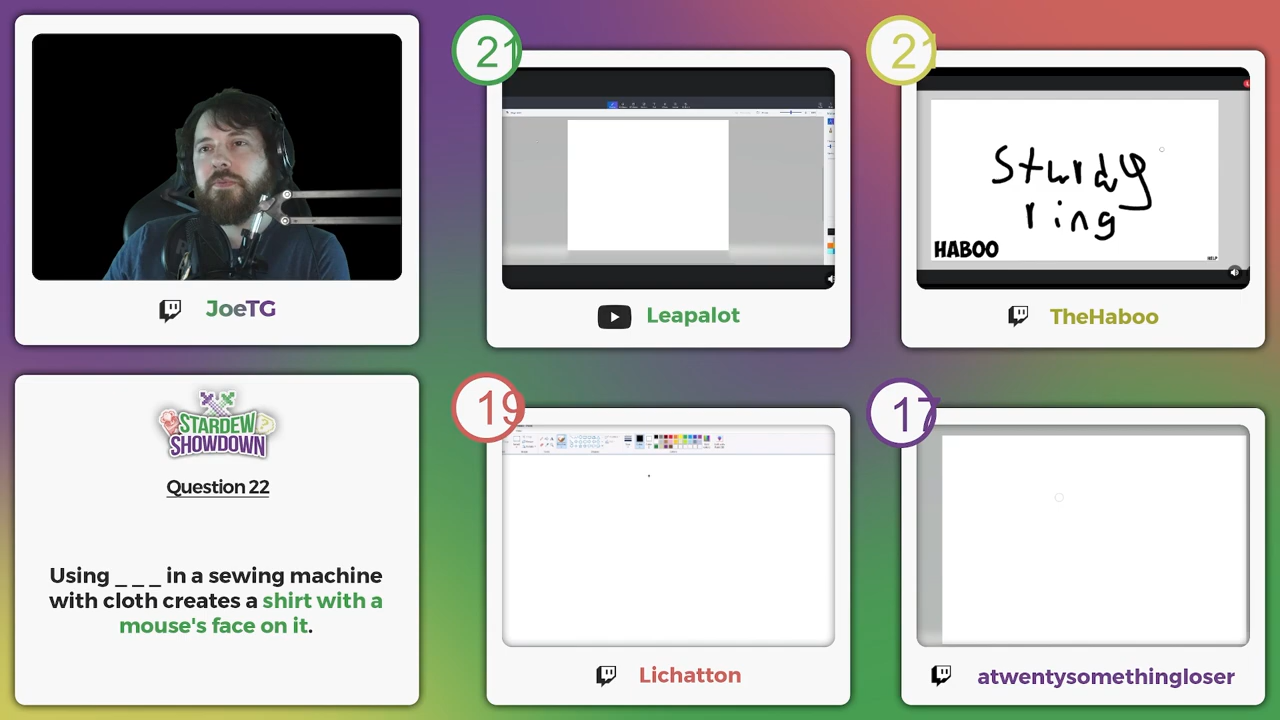 JoeTG
21
Leapalot
21
sturdy
ring
HABOO
HELP
TheHaboo
STARDEW
SHOWDOWN
Question 22
Using _ _ _ in a sewing machine
with cloth creates a shirt with a
mouse's face on it.
19
Lichatton
17
atwentysomethingloser